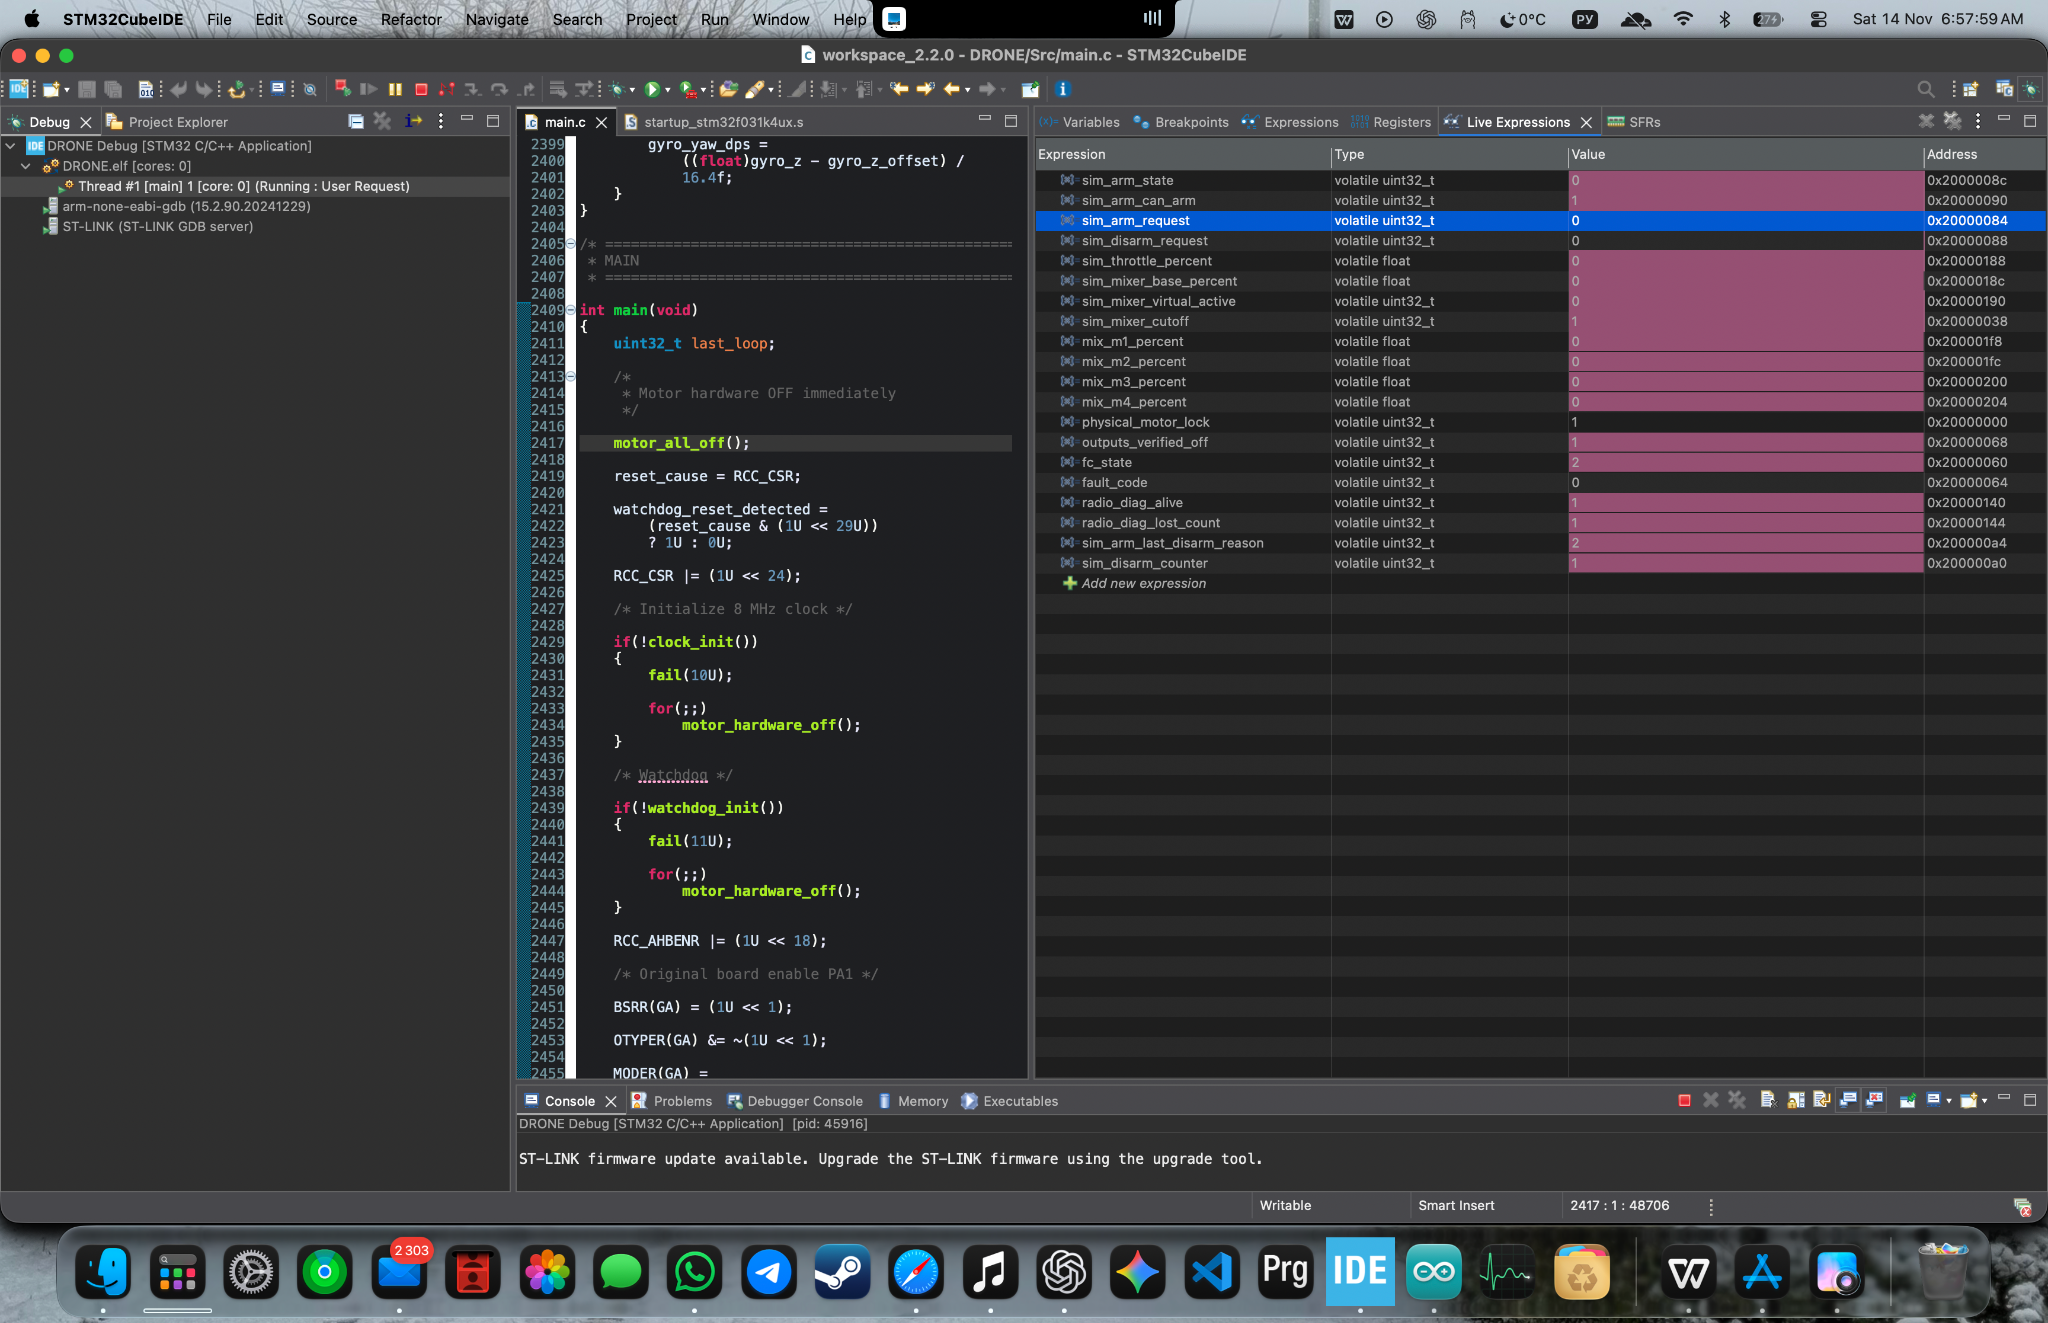 STM32CubeIDE File Edit Source Refactor Navigate Search Project Run Window Help 0°C РУ 27 Sat 14 Nov 6:57:59 AM
workspace_2.2.0 - DRONE/Src/main.c - STM32CubeIDE
Debug Project Explorer
DRONE Debug [STM32 C/C++ Application]
DRONE.elf [cores: 0]
Thread #1 [main] 1 [core: 0] (Running : User Request)
arm-none-eabi-gdb (15.2.90.20241229)
ST-LINK (ST-LINK GDB server)
main.c startup_stm32f031k4ux.s
2399 gyro_yaw_dps =
2400 ((float)gyro_z - gyro_z_offset) /
2401 16.4f;
2402 }
2403 }
2404
2405 /* ================================================
2406 * MAIN
2407 * ================================================
2408
2409 int main(void)
2410 {
2411 uint32_t last_loop;
2412
2413 /*
2414 * Motor hardware OFF immediately
2415 */
2416
2417 motor_all_off();
2418
2419 reset_cause = RCC_CSR;
2420
2421 watchdog_reset_detected =
2422 (reset_cause & (1U << 29U))
2423 ? 1U : 0U;
2424
2425 RCC_CSR |= (1U << 24);
2426
2427 /* Initialize 8 MHz clock */
2428
2429 if(!clock_init())
2430 {
2431 fail(10U);
2432
2433 for(;;)
2434 motor_hardware_off();
2435 }
2436
2437 /* Watchdog */
2438
2439 if(!watchdog_init())
2440 {
2441 fail(11U);
2442
2443 for(;;)
2444 motor_hardware_off();
2445 }
2446
2447 RCC_AHBENR |= (1U << 18);
2448
2449 /* Original board enable PA1 */
2450
2451 BSRR(GA) = (1U << 1);
2452
2453 OTYPER(GA) &= ~(1U << 1);
2454
2455 MODER(GA) =
Variables Breakpoints Expressions Registers Live Expressions SFRs
Expression Type Value Address
sim_arm_state volatile uint32_t 0 0x2000008c
sim_arm_can_arm volatile uint32_t 1 0x20000090
sim_arm_request volatile uint32_t 0 0x20000084
sim_disarm_request volatile uint32_t 0 0x20000088
sim_throttle_percent volatile float 0 0x20000188
sim_mixer_base_percent volatile float 0 0x2000018c
sim_mixer_virtual_active volatile uint32_t 0 0x20000190
sim_mixer_cutoff volatile uint32_t 1 0x20000038
mix_m1_percent volatile float 0 0x200001f8
mix_m2_percent volatile float 0 0x200001fc
mix_m3_percent volatile float 0 0x20000200
mix_m4_percent volatile float 0 0x20000204
physical_motor_lock volatile uint32_t 1 0x20000000
outputs_verified_off volatile uint32_t 1 0x20000068
fc_state volatile uint32_t 2 0x20000060
fault_code volatile uint32_t 0 0x20000064
radio_diag_alive volatile uint32_t 1 0x20000140
radio_diag_lost_count volatile uint32_t 1 0x20000144
sim_arm_last_disarm_reason volatile uint32_t 2 0x200000a4
sim_disarm_counter volatile uint32_t 1 0x200000a0
Add new expression
Console Problems Debugger Console Memory Executables
DRONE Debug [STM32 C/C++ Application] [pid: 45916]
ST-LINK firmware update available. Upgrade the ST-LINK firmware using the upgrade tool.
Writable Smart Insert 2417 : 1 : 48706
2 303
Prg IDE